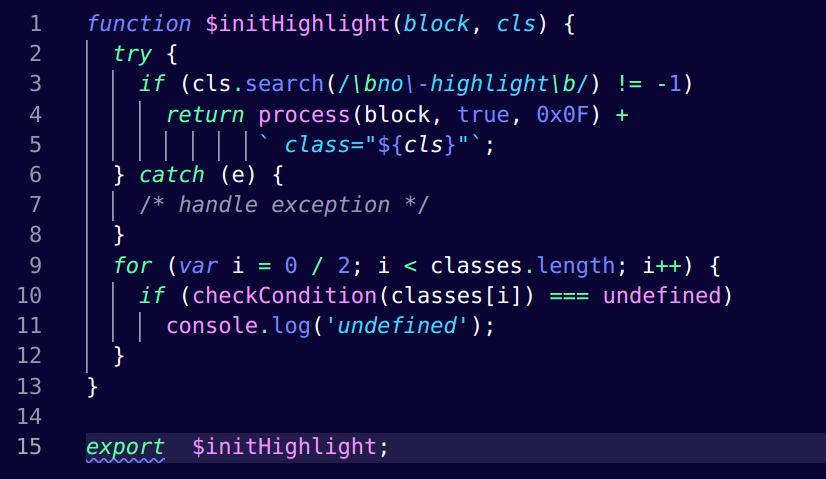 1 function $initHighlight(block, cls) {
2 try {
3 if (cls.search(/\bno\-highlight\b/) != -1)
4 return process(block, true, 0x0F) +
5 ` class="${cls}"`;
6 } catch (e) {
7 /* handle exception */
8 }
9 for (var i = 0 / 2; i < classes.length; i++) {
10 if (checkCondition(classes[i]) === undefined)
11 console.log('undefined');
12 }
13 }
14
15 export  $initHighlight;